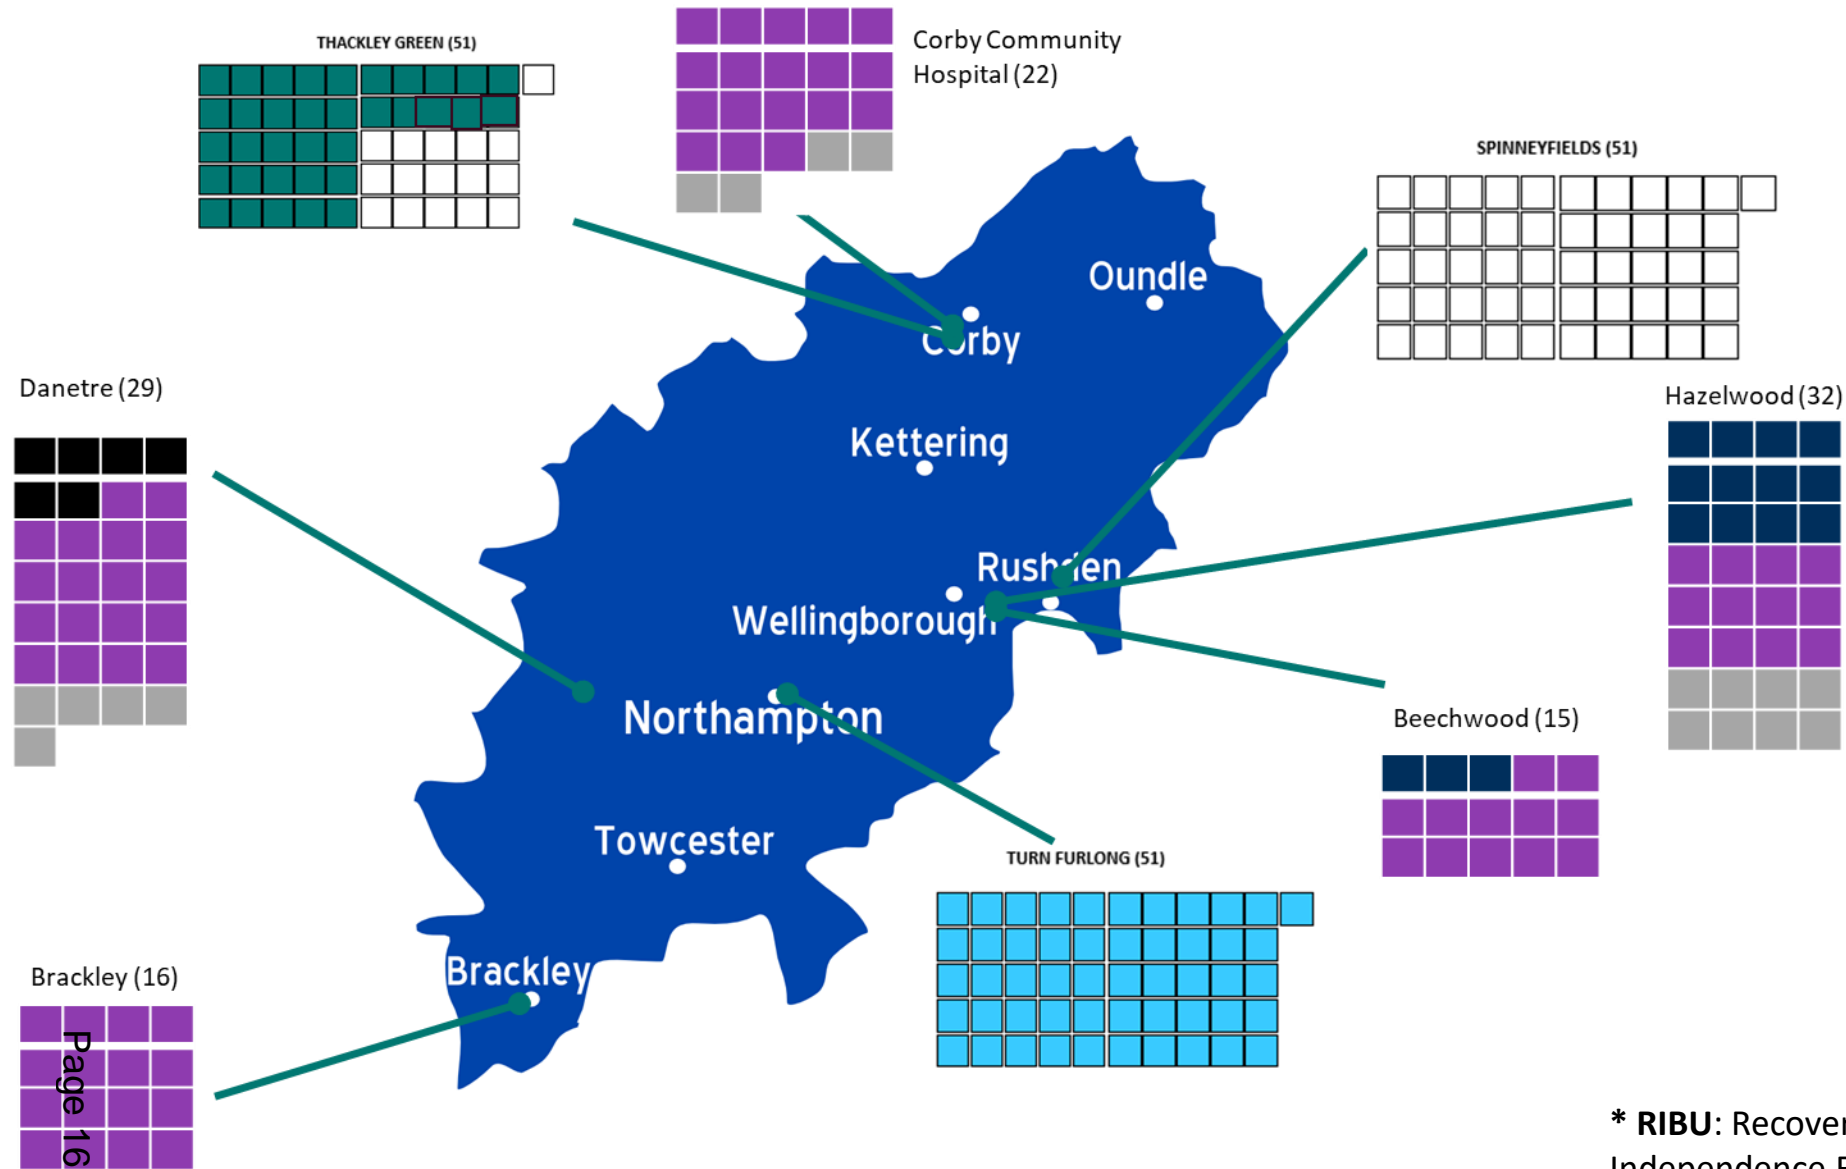 THACKLEY GREEN (51)
Corby Community
Hospital (22)
SPINNEYFIELDS (51)
Oundle
Corby
Danetre (29)
Hazelwood (32)
Kettering
Rushden
Wellingborough
Northampton
Beechwood (15)
Towcester
TURN FURLONG (51)
Brackley
Brackley (16)
Page 16
* RIBU: Recover
Independence